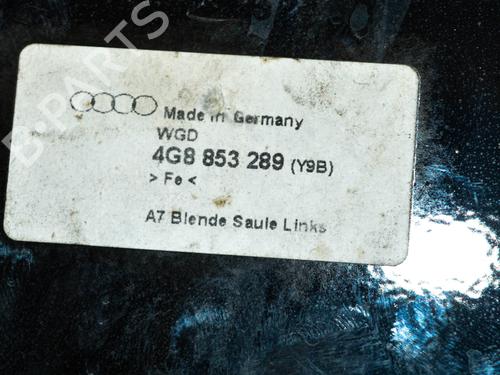 B-PARTS
Made in Germany
WGD
4G8 853 289 (Y9B)
> Fe <
A7 Blende Saule Links